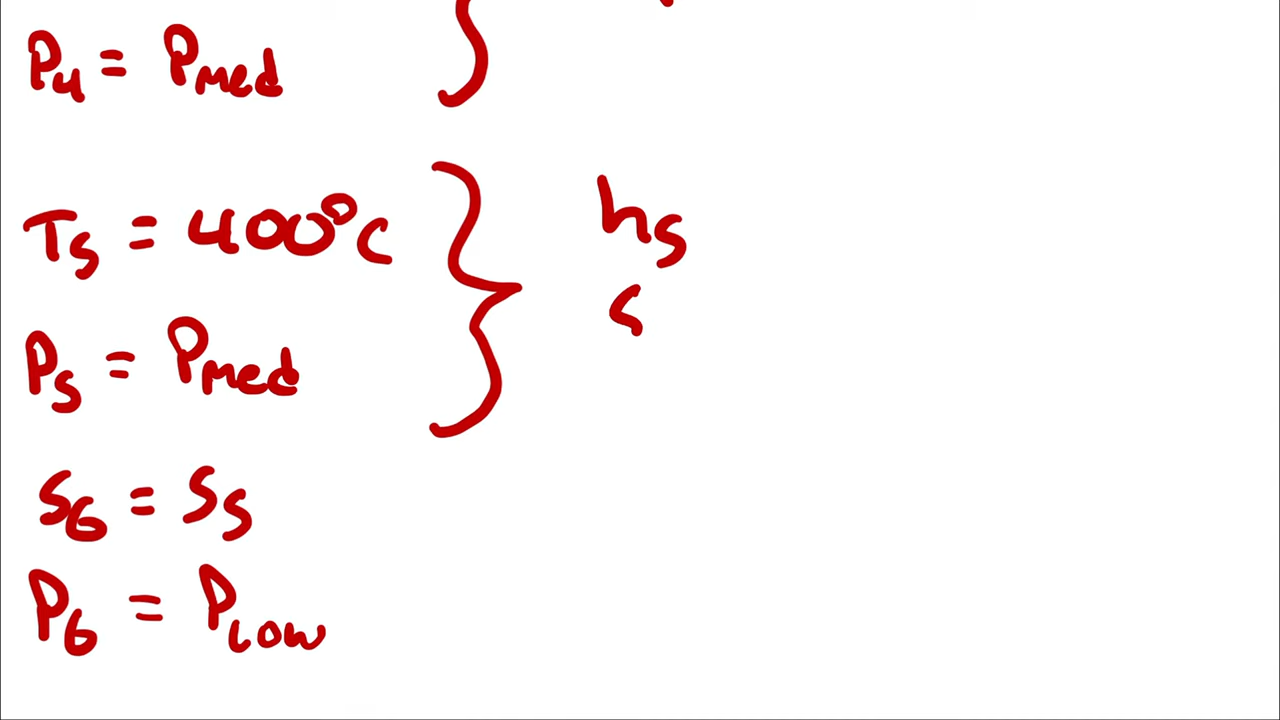 P4 = Pmed
T5 = 400°C
h5
s
P5 = Pmed
s6 = s5
P6 = Plow